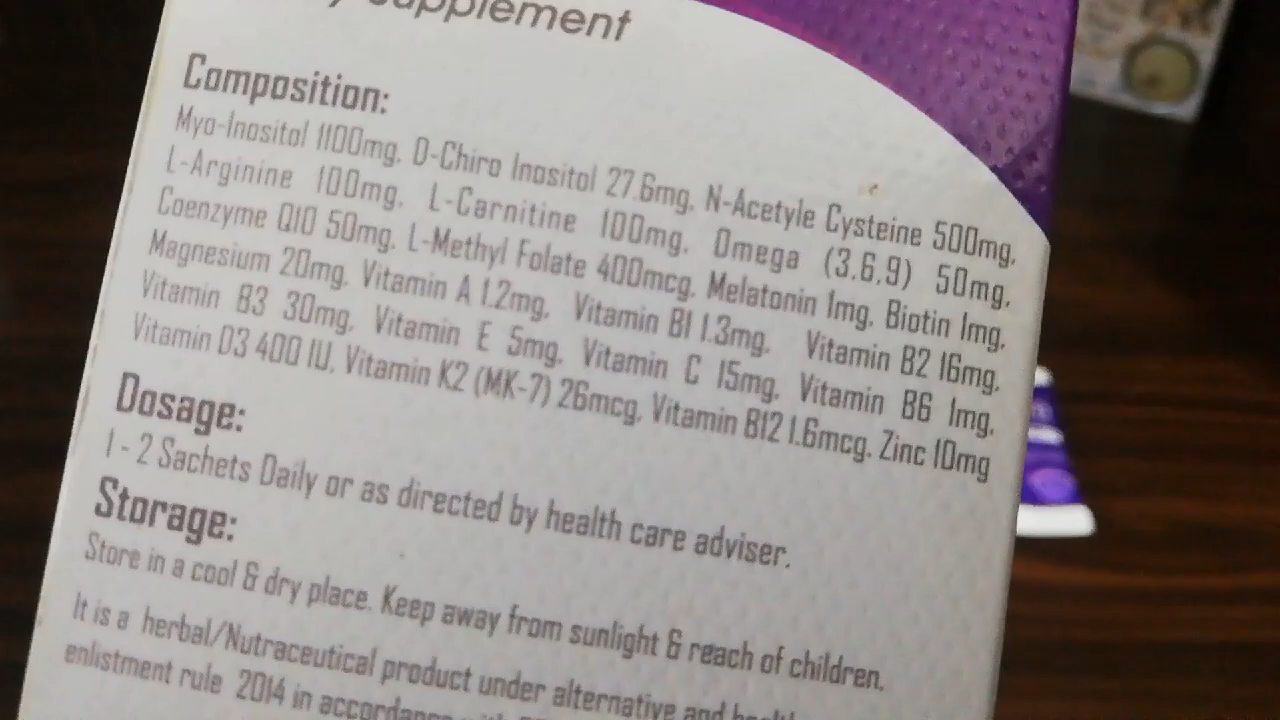 supplement
Composition:
Myo-Inositol 1100mg, D-Chiro Inositol 27.6mg, N-Acetyle Cysteine 500mg,
L-Arginine 100mg, L-Carnitine 100mg, Omega (3,6,9) 50mg,
Coenzyme Q10 50mg, L-Methyl Folate 400mcg, Melatonin 1mg, Biotin 1mg,
Magnesium 20mg, Vitamin A 1.2mg, Vitamin B1 1.3mg, Vitamin B2 16mg,
Vitamin B3 30mg, Vitamin E 5mg, Vitamin C 15mg, Vitamin B6 1mg,
Vitamin D3 400 IU, Vitamin K2 (MK-7) 26mcg, Vitamin B12 1.6mcg, Zinc 10mg
Dosage:
1 - 2 Sachets Daily or as directed by health care adviser.
Storage:
Store in a cool & dry place. Keep away from sunlight & reach of children.
It is a herbal/Nutraceutical product under alternative and
enlistment rule 2014 in accordance